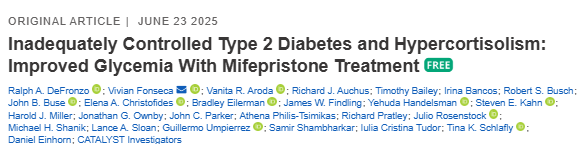 ORIGINAL ARTICLE | JUNE 23 2025
Inadequately Controlled Type 2 Diabetes and Hypercortisolism:
Improved Glycemia With Mifepristone Treatment FREE
Ralph A. DeFronzo; Vivian Fonseca; Vanita R. Aroda; Richard J. Auchus; Timothy Bailey; Irina Bancos; Robert S. Busch;
John B. Buse; Elena A. Christofides; Bradley Eilerman; James W. Findling; Yehuda Handelsman; Steven E. Kahn;
Harold J. Miller; Jonathan G. Ownby; John C. Parker; Athena Philis-Tsimikas; Richard Pratley; Julio Rosenstock;
Michael H. Shanik; Lance A. Sloan; Guillermo Umpierrez; Samir Shambharkar; Iulia Cristina Tudor; Tina K. Schlafly;
Daniel Einhorn; CATALYST Investigators